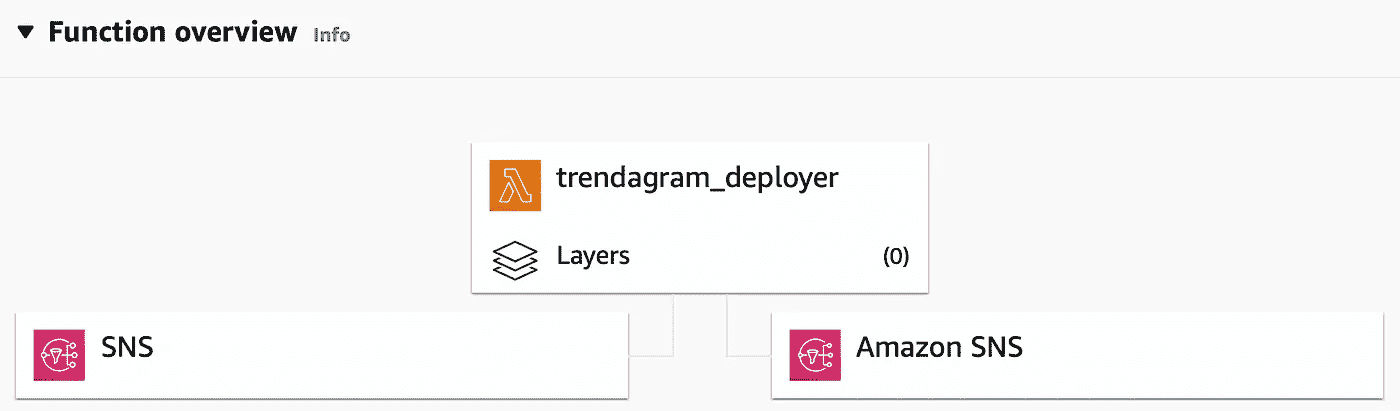 Function overview Info
trendagram_deployer
Layers (0)
SNS
Amazon SNS